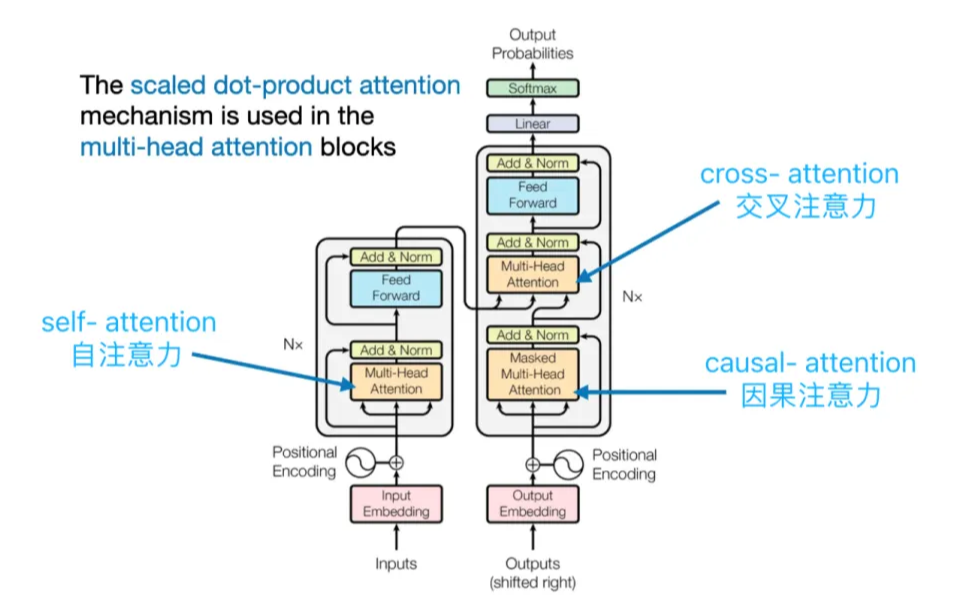 The scaled dot-product attention
mechanism is used in the
multi-head attention blocks
Output
Probabilities
Softmax
Linear
Add & Norm
Feed
Forward
Add & Norm
Multi-Head
Attention
Add & Norm
Masked
Multi-Head
Attention
Nx
cross- attention
交叉注意力
causal- attention
因果注意力
self- attention
自注意力
Nx
Add & Norm
Feed
Forward
Add & Norm
Multi-Head
Attention
Positional
Encoding
Positional
Encoding
Input
Embedding
Output
Embedding
Inputs
Outputs
(shifted right)